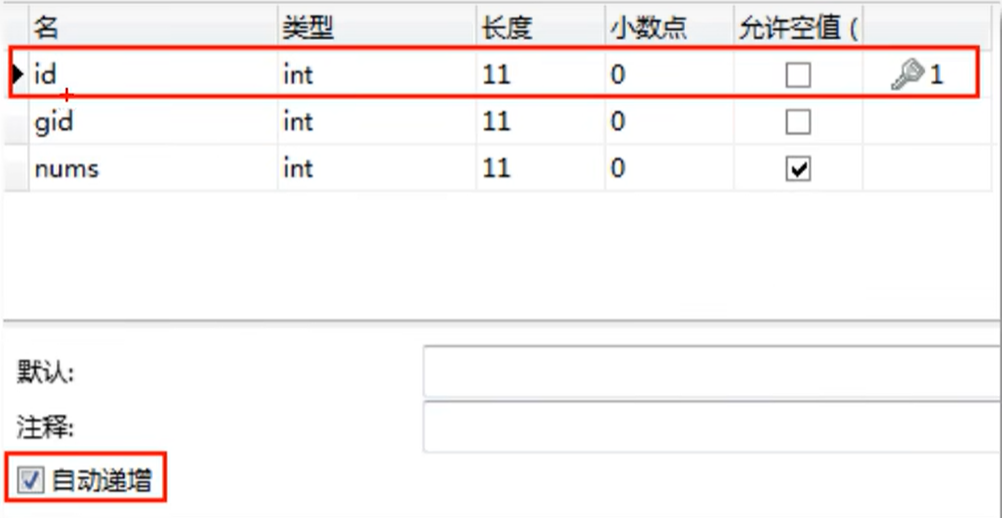 名 类型 长度 小数点 允许空值 (
id int 11 0 1
gid int 11 0
nums int 11 0
默认:
注释:
自动递增